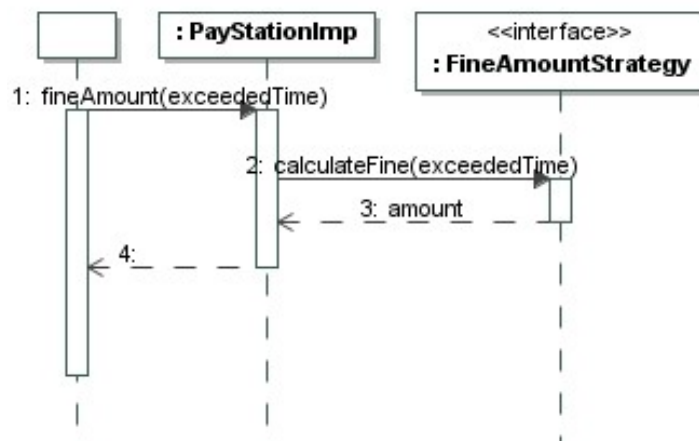 : PayStationImp
<<interface>>
: FineAmountStrategy
1: fineAmount(exceededTime)
2: calculateFine(exceededTime)
3: amount
4: